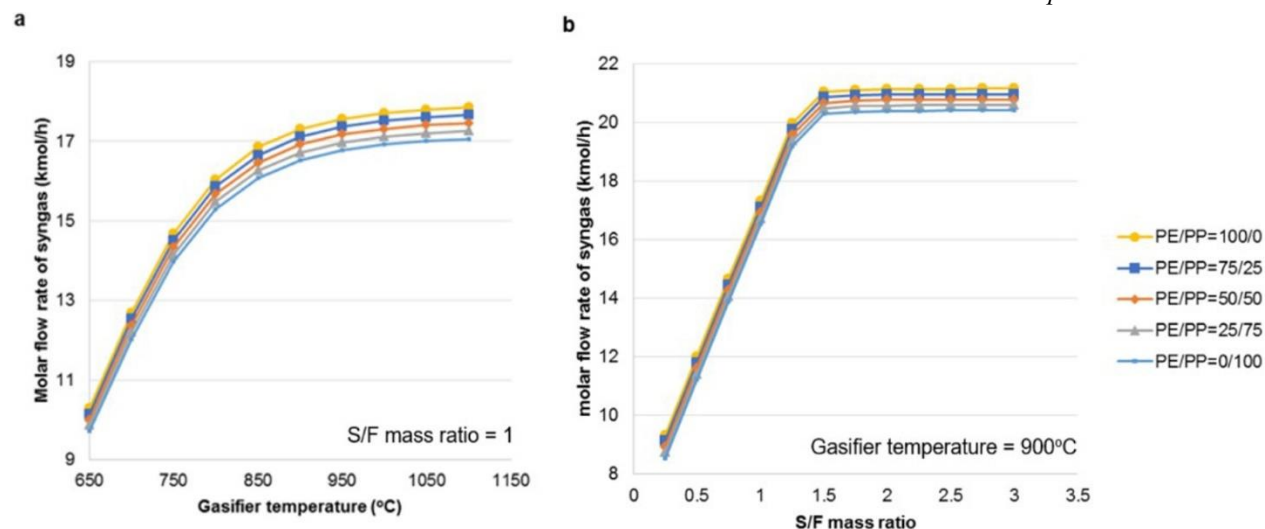 p
a
b
19
17
15
13
11
9
Molar flow rate of syngas (kmol/h)
S/F mass ratio = 1
650
750
850
950
1050
1150
Gasifier temperature (ºC)
22
20
18
16
14
12
10
8
molar flow rate of syngas (kmol/h)
Gasifier temperature = 900ºC
0
0.5
1
1.5
2
2.5
3
3.5
S/F mass ratio
PE/PP=100/0
PE/PP=75/25
PE/PP=50/50
PE/PP=25/75
PE/PP=0/100